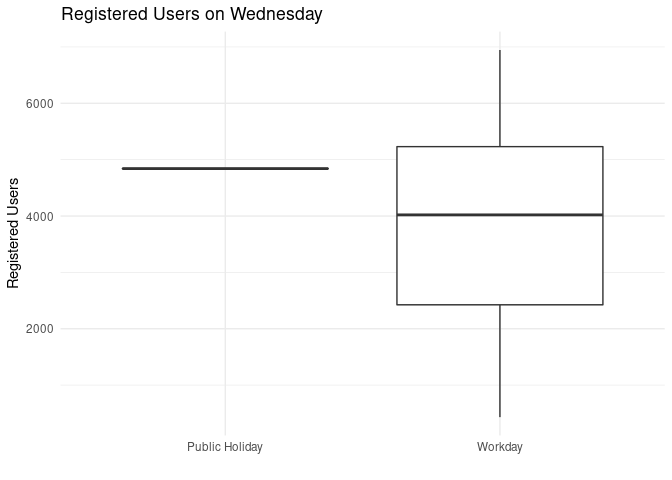 Registered Users on Wednesday
Registered Users
6000
4000
2000
Public Holiday
Workday